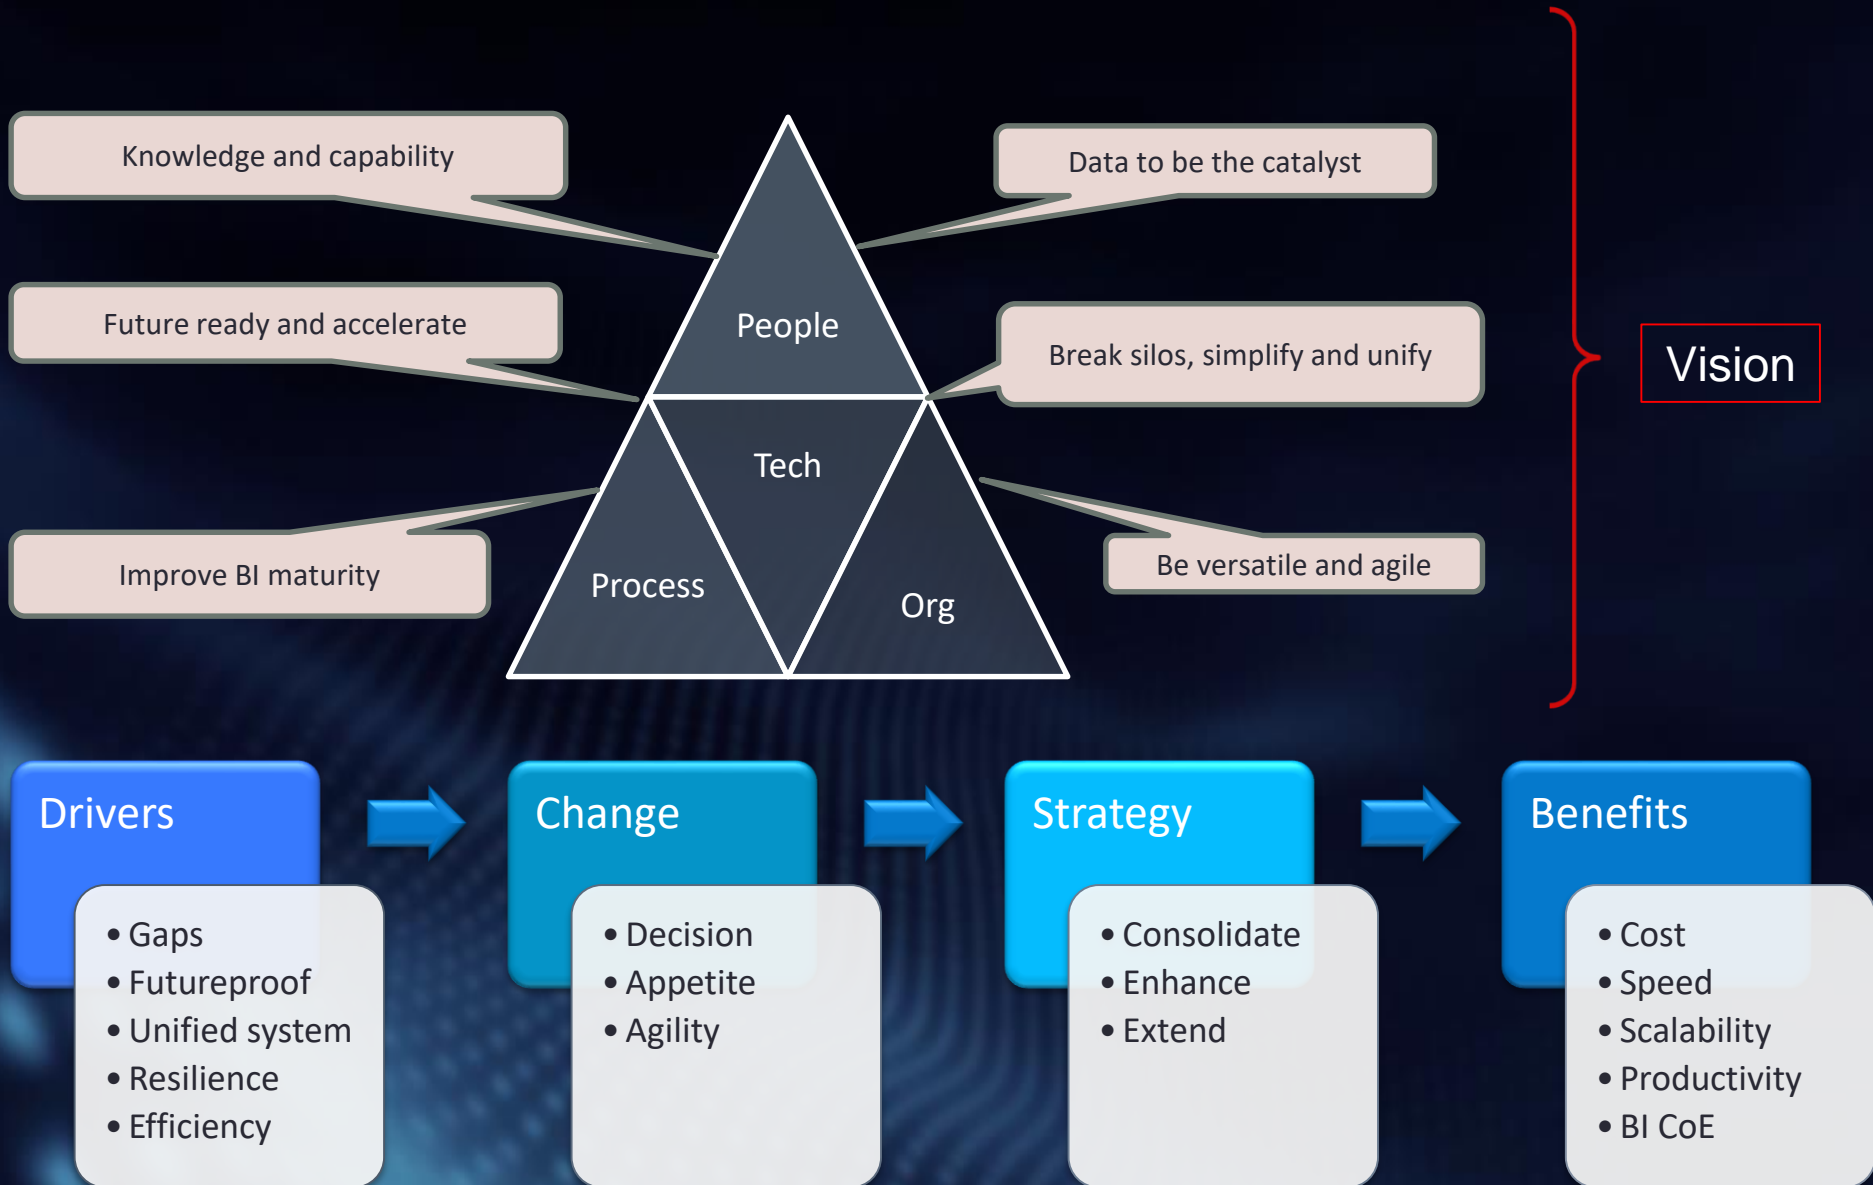 Knowledge and capability
Data to be the catalyst
Future ready and accelerate
People
Break silos, simplify and unify
Vision
Tech
Improve BI maturity
Process
Org
Be versatile and agile
Drivers
• Gaps
• Futureproof
• Unified system
• Resilience
• Efficiency
Change
• Decision
• Appetite
• Agility
Strategy
• Consolidate
• Enhance
• Extend
Benefits
• Cost
• Speed
• Scalability
• Productivity
• BI CoE